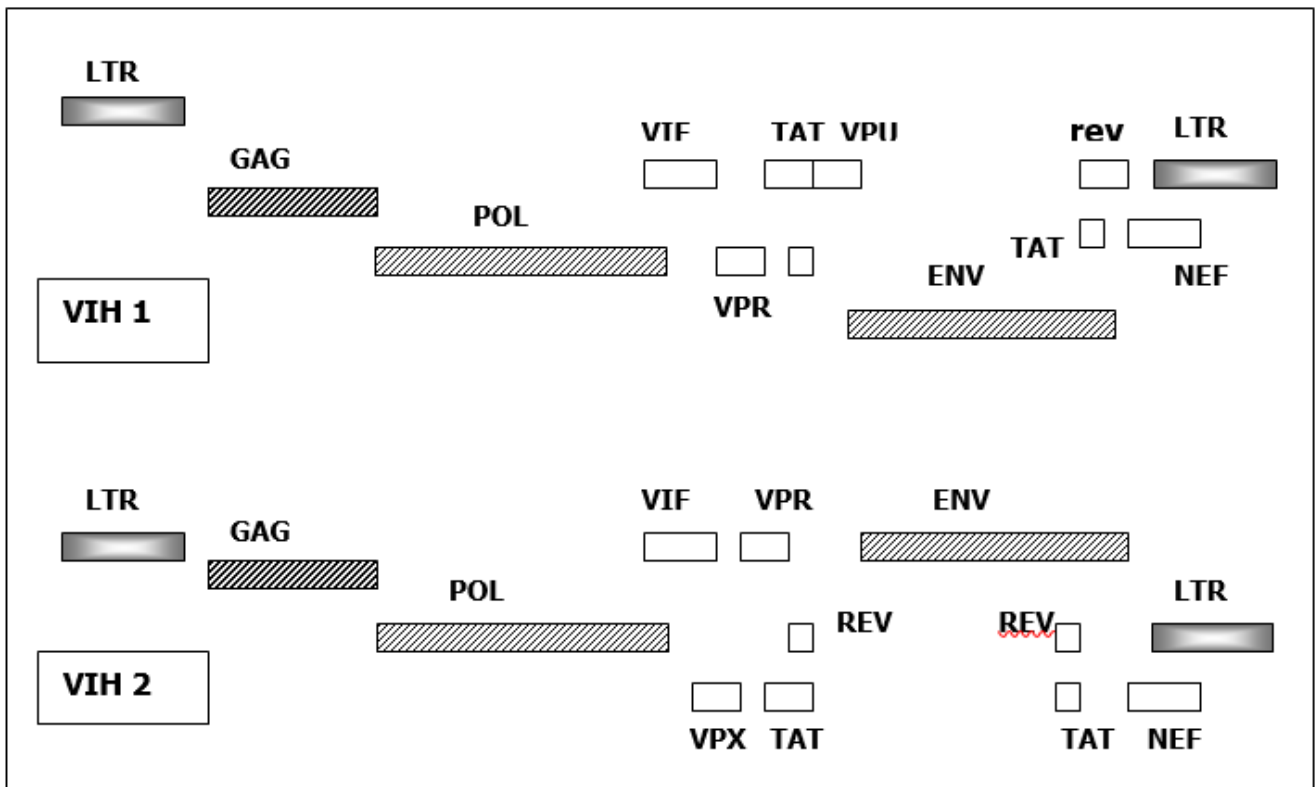 LTR
VIF TAT VPU rev LTR
GAG
POL
TAT
ENV NEF
VPR
VIH 1
LTR VIF VPR ENV
GAG
POL LTR
REV REV
VIH 2
VPX TAT TAT NEF